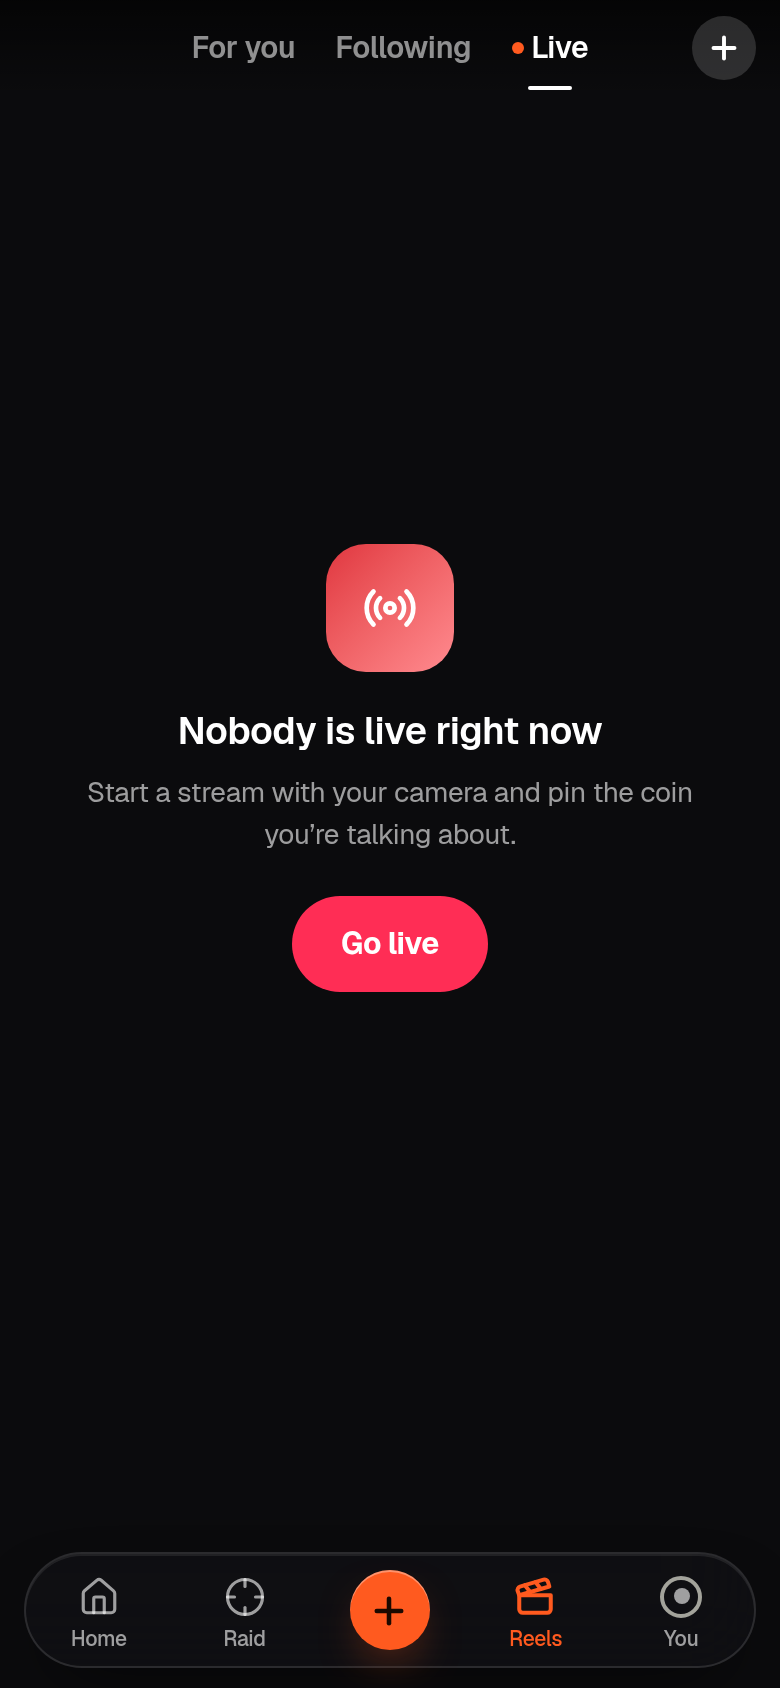 For you
Following
Live
Nobody is live right now
Start a stream with your camera and pin the coin
you’re talking about.
Go live
Home
Raid
Reels
You